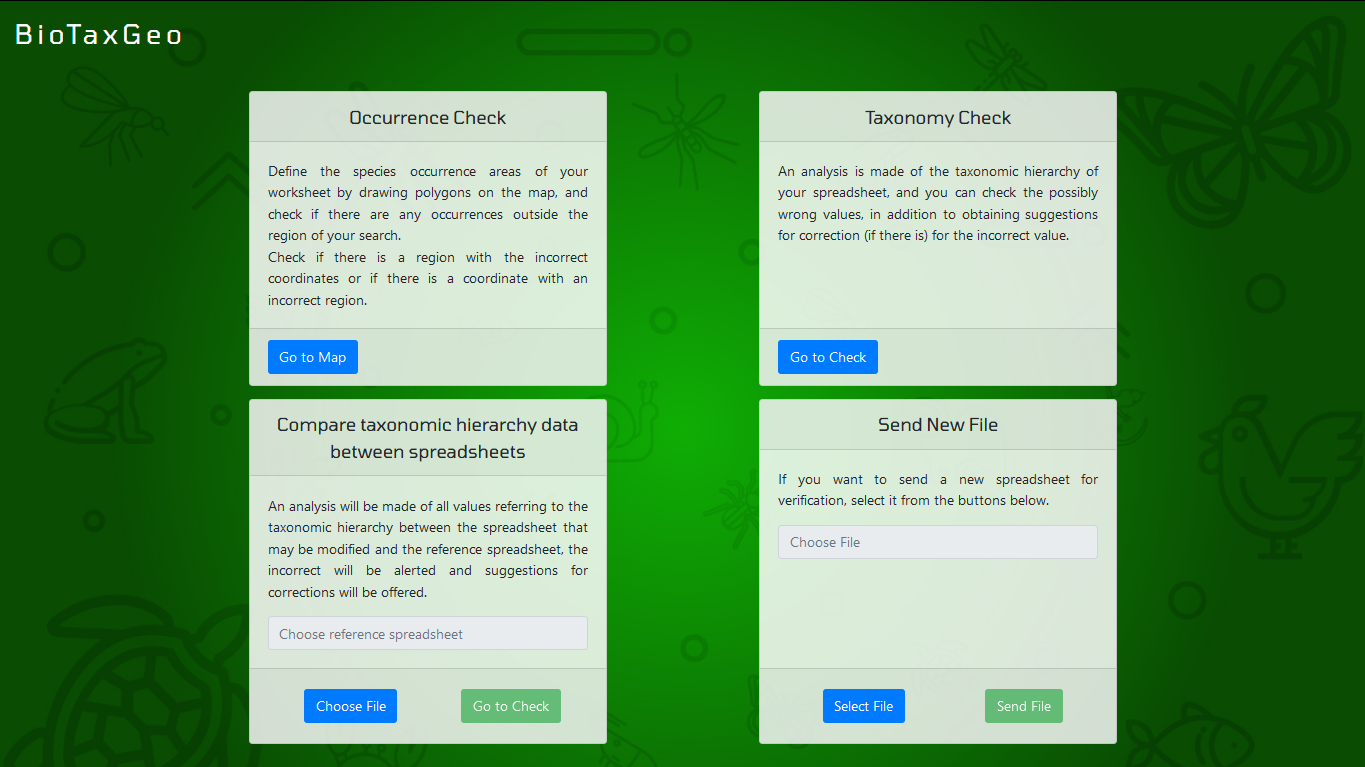 BioTaxGeo
Occurrence Check
Define the species occurrence areas of your
worksheet by drawing polygons on the map, and
check if there are any occurrences outside the
region of your search.
Check if there is a region with the incorrect
coordinates or if there is a coordinate with an
incorrect region.
Go to Map
Taxonomy Check
An analysis is made of the taxonomic hierarchy of
your spreadsheet, and you can check the possibly
wrong values, in addition to obtaining suggestions
for correction (if there is) for the incorrect value.
Go to Check
Compare taxonomic hierarchy data
between spreadsheets
An analysis will be made of all values referring to the
taxonomic hierarchy between the spreadsheet that
may be modified and the reference spreadsheet, the
incorrect will be alerted and suggestions for
corrections will be offered.
Choose reference spreadsheet
Choose File
Go to Check
Send New File
If you want to send a new spreadsheet for
verification, select it from the buttons below.
Choose File
Select File
Send File